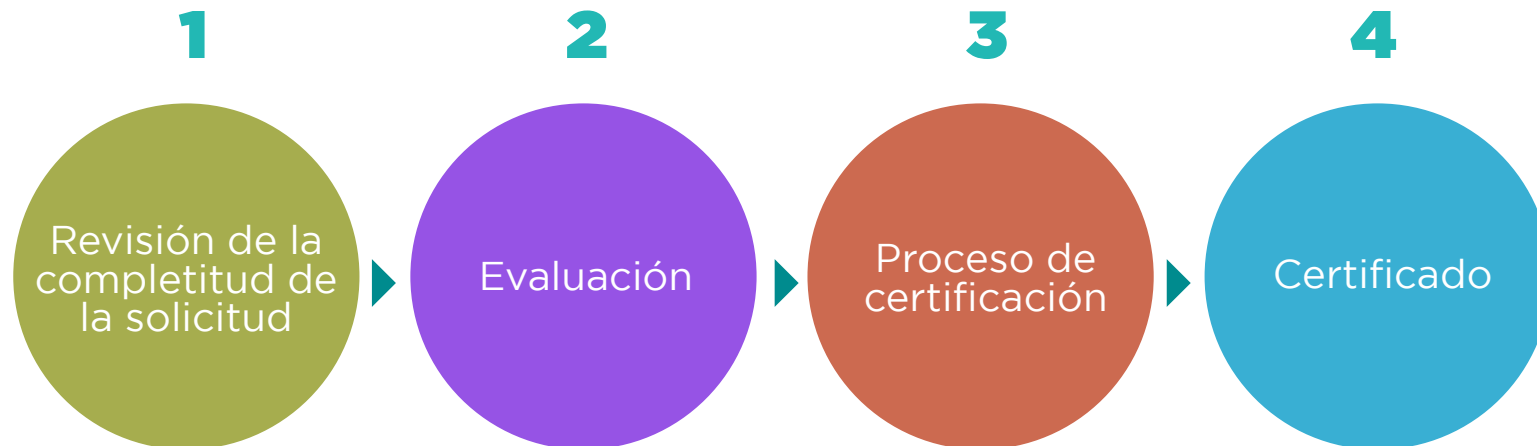 1
2
3
4
Revisión de la
completitud de
la solicitud
Evaluación
Proceso de
certificación
Certificado